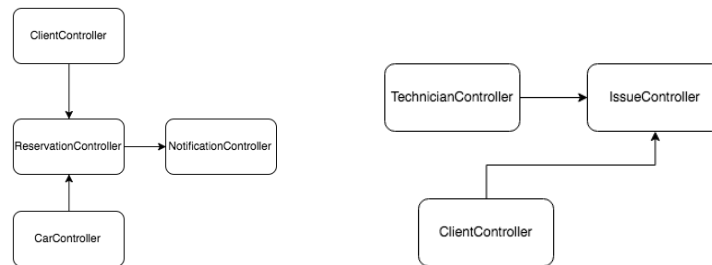 ClientController
TechnicianController
IssueController
ReservationController
NotificationController
CarController
ClientController